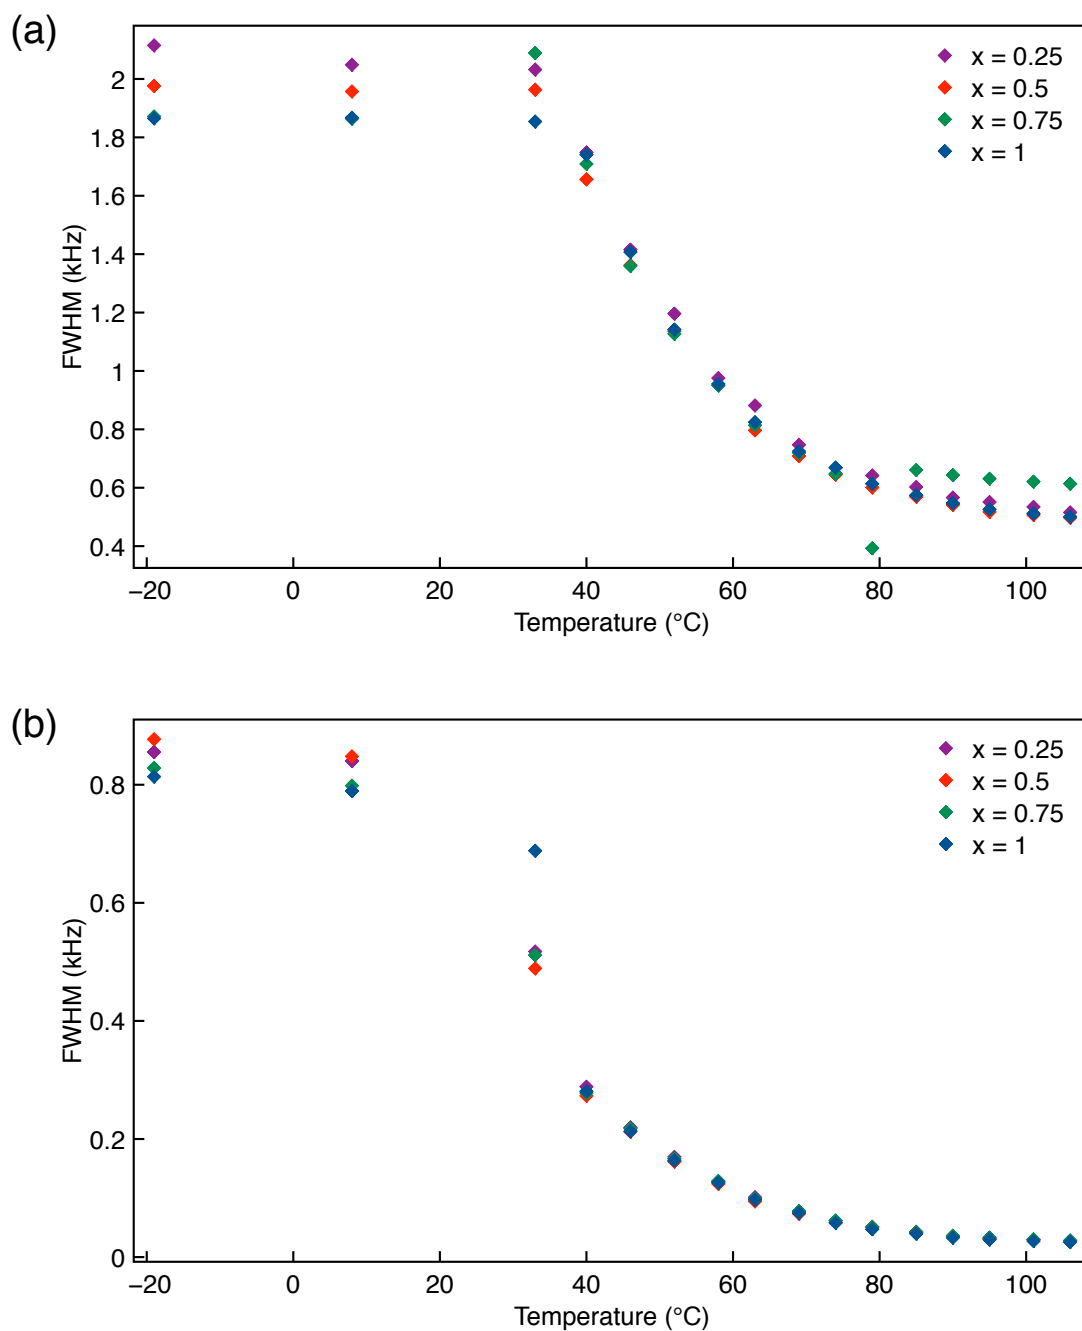 (a)
x = 0.25
x = 0.5
x = 0.75
x = 1
2
1.8
1.6
1.4
1.2
1
0.8
0.6
0.4
FWHM (kHz)
−20 0 20 40 60 80 100
Temperature (°C)
(b)
x = 0.25
x = 0.5
x = 0.75
x = 1
0.8
0.6
0.4
0.2
0
FWHM (kHz)
−20 0 20 40 60 80 100
Temperature (°C)